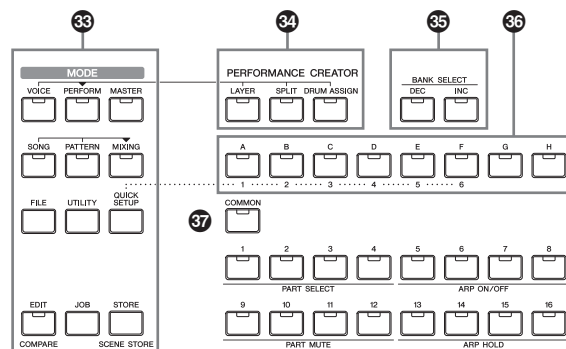 33 34 35 36
MODE
PERFORMANCE CREATOR
BANK SELECT
VOICE PERFORM MASTER
LAYER SPLIT DRUM ASSIGN
DEC INC
SONG PATTERN MIXING
A B C D E F G H
1 2 3 4 5 6
FILE UTILITY QUICK SETUP
37 COMMON
1 2 3 4 5 6 7 8
PART SELECT ARP ON/OFF
EDIT JOB STORE
9 10 11 12 13 14 15 16
COMPARE SCENE STORE
PART MUTE ARP HOLD